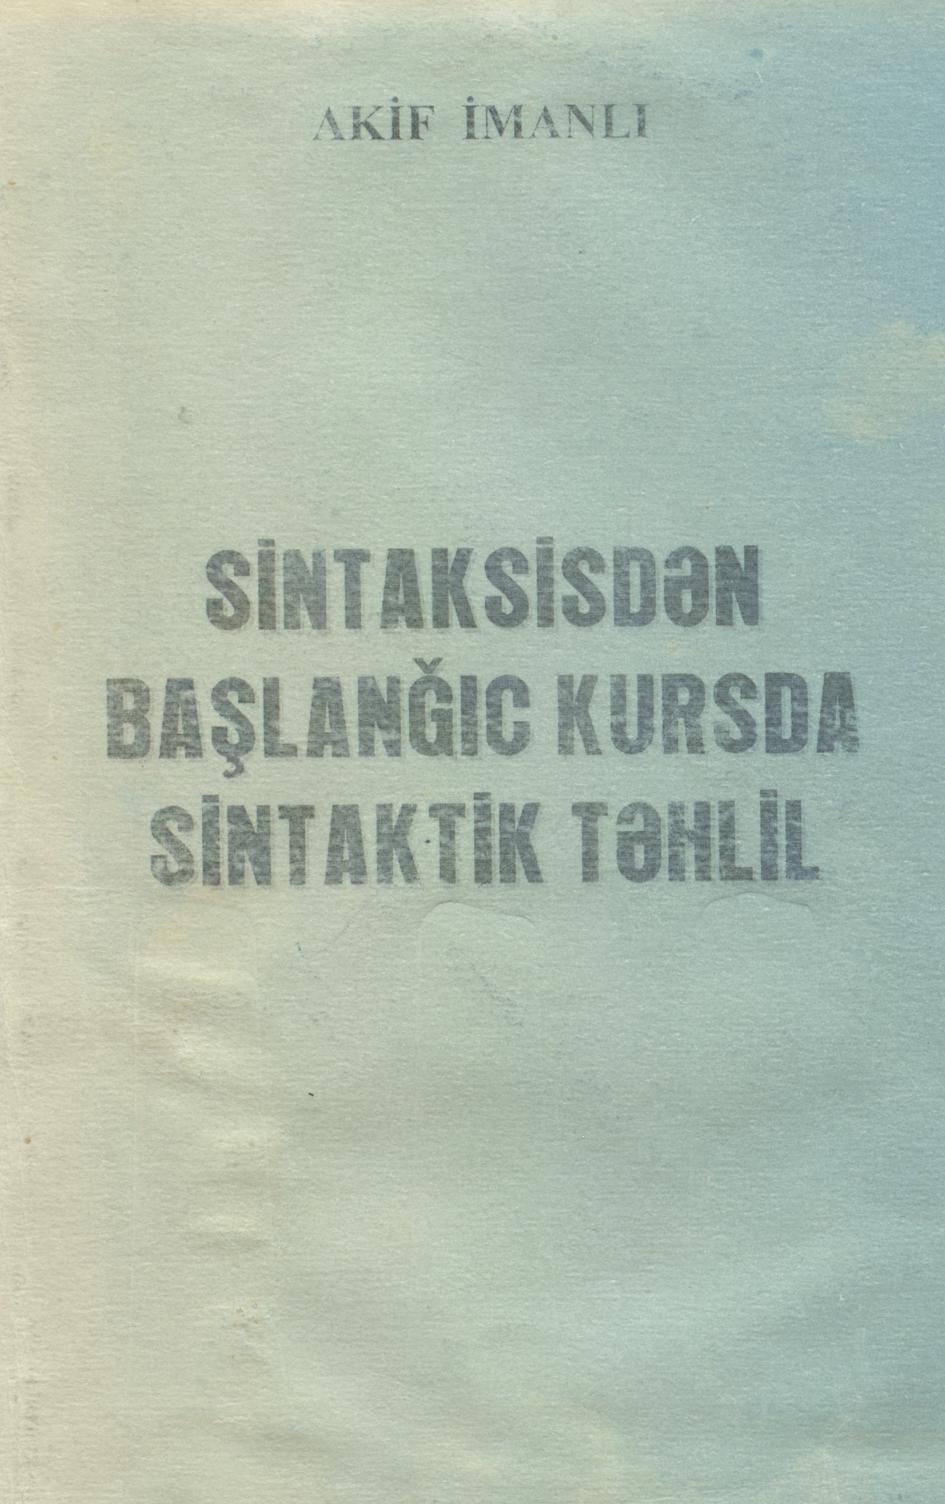 AKİF İMANLI
SİNTAKSİSDƏN
BAŞLANĞIC KURSDA
SİNTAKTİK TƏHLİL